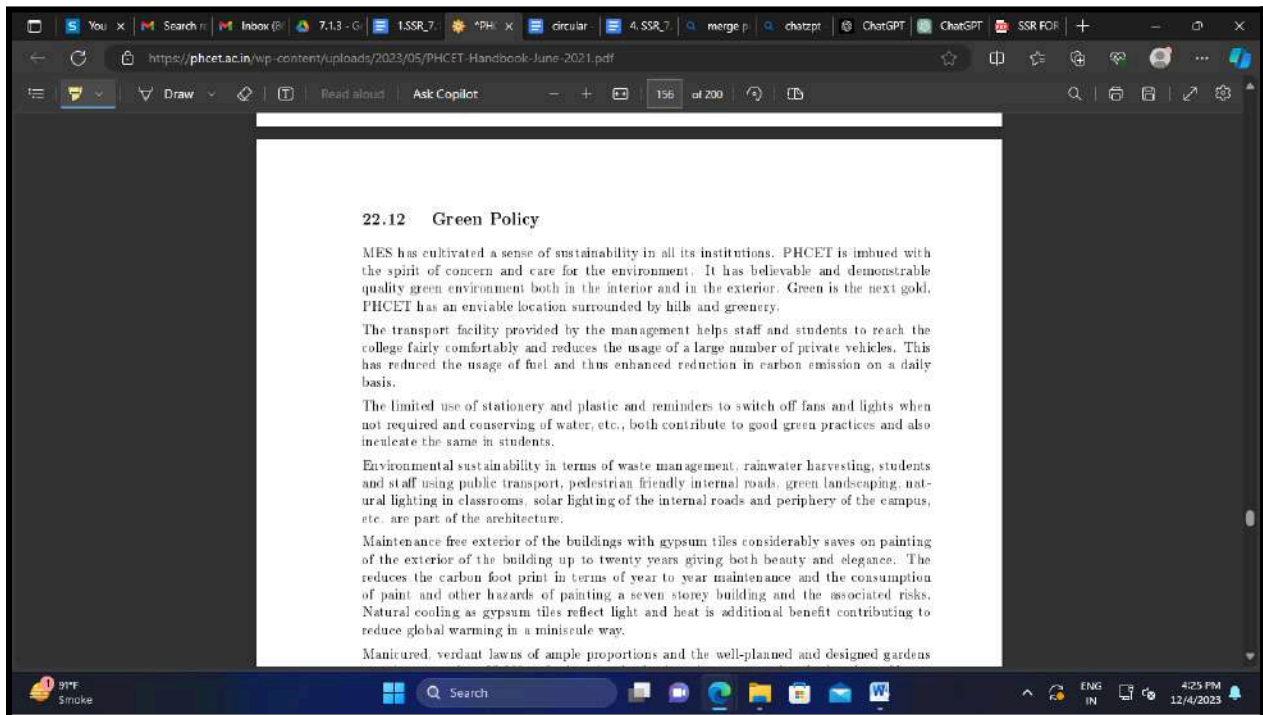 You
Search r
Inbox (8
7.1.3 - G
1.SSR_7.
*PH
circular -
4. SSR_7.
merge p
chatzpt
ChatGPT
ChatGPT
SSR FOR
https://phcet.ac.in/wp-content/uploads/2023/05/PHCET-Handbook-June-2021.pdf
Draw
Read aloud
Ask Copilot
156 of 200
22.12 Green Policy
MES has cultivated a sense of sustainability in all its institutions. PHCET is imbued with
the spirit of concern and care for the environment. It has believable and demonstrable
quality green environment both in the interior and in the exterior. Green is the next gold.
PHCET has an enviable location surrounded by hills and greenery.
The transport facility provided by the management helps staff and students to reach the
college fairly comfortably and reduces the usage of a large number of private vehicles. This
has reduced the usage of fuel and thus enhanced reduction in carbon emission on a daily
basis.
The limited use of stationery and plastic and reminders to switch off fans and lights when
not required and conserving of water, etc., both contribute to good green practices and also
inculcate the same in students.
Environmental sustainability in terms of waste management, rainwater harvesting, students
and staff using public transport, pedestrian friendly internal roads, green landscaping, nat-
ural lighting in classrooms, solar lighting of the internal roads and periphery of the campus,
etc. are part of the architecture.
Maintenance free exterior of the buildings with gypsum tiles considerably saves on painting
of the exterior of the building up to twenty years giving both beauty and elegance. The
reduces the carbon foot print in terms of year to year maintenance and the consumption
of paint and other hazards of painting a seven storey building and the associated risks.
Natural cooling as gypsum tiles reflect light and heat is additional benefit contributing to
reduce global warming in a miniscule way.
Manicured, verdant lawns of ample proportions and the well-planned and designed gardens
91°F
Smoke
Search
ENG
IN
4:25 PM
12/4/2023